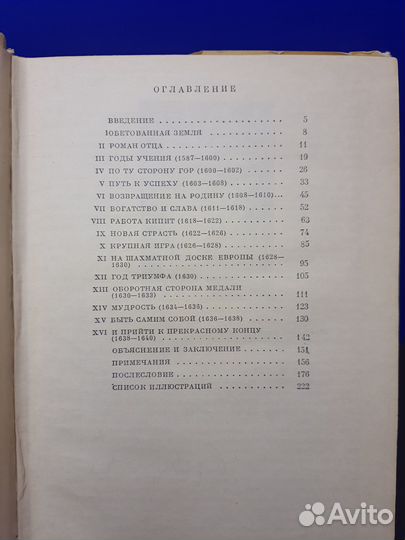 ОГЛАВЛЕНИЕ
ВВЕДЕНИЕ 5
I ОБЕТОВАННАЯ ЗЕМЛЯ 8
II РОМАН ОТЦА 11
III ГОДЫ УЧЕНИЯ (1587—1600) 19
IV ПО ТУ СТОРОНУ ГОР (1600—1602) 26
V ПУТЬ К УСПЕХУ (1603—1608) 33
VI ВОЗВРАЩЕНИЕ НА РОДИНУ (1608—1610) 45
VII БОГАТСТВО И СЛАВА (1611—1618) 52
VIII РАБОТА КИПИТ (1618—1622) 63
IX НОВАЯ СТРАСТЬ (1622—1626) 74
X КРУПНАЯ ИГРА (1626—1628) 85
XI НА ШАХМАТНОЙ ДОСКЕ ЕВРОПЫ (1628—
1630) 95
XII ГОД ТРИУМФА (1630) 105
XIII ОБОРОТНАЯ СТОРОНА МЕДАЛИ
(1630—1633) 111
XIV МУДРОСТЬ (1634—1636) 123
XV БЫТЬ САМИМ СОБОЙ (1636—1638) 130
XVI И ПРИЙТИ К ПРЕКРАСНОМУ КОНЦУ
(1638—1640) 142
ОБЪЯСНЕНИЕ И ЗАКЛЮЧЕНИЕ 151
ПРИМЕЧАНИЯ 156
ПОСЛЕСЛОВИЕ 176
СПИСОК ИЛЛЮСТРАЦИЙ 222
Avito